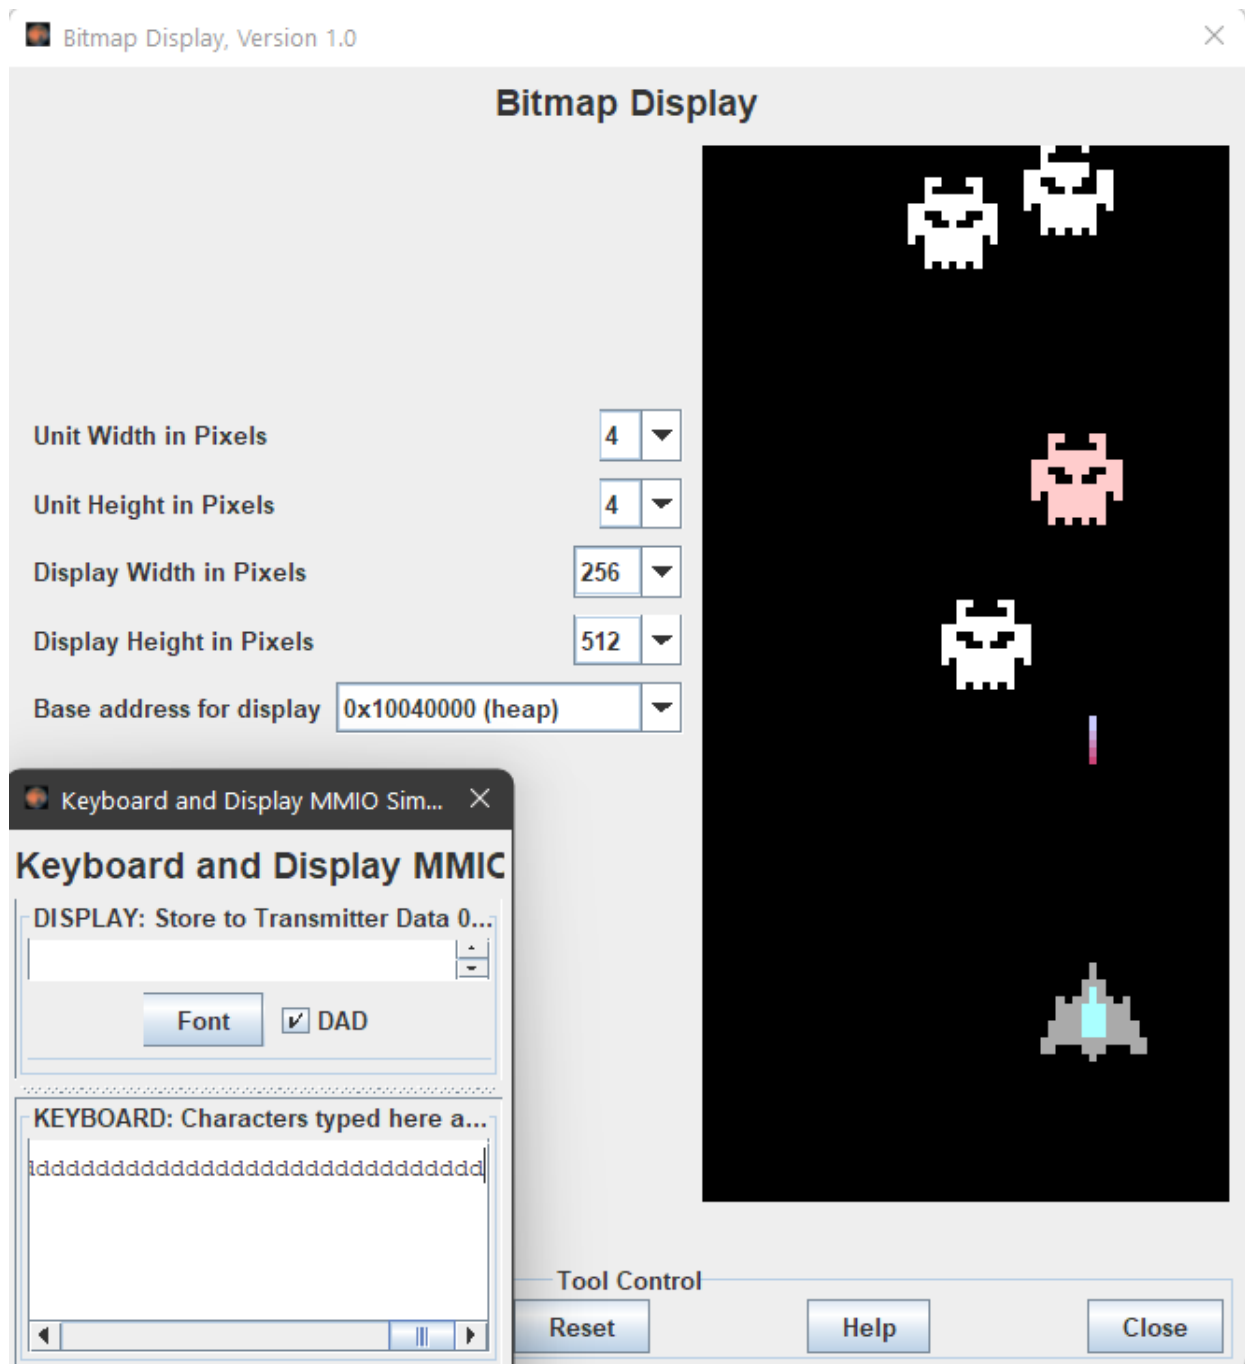 Bitmap Display, Version 1.0
Bitmap Display
Unit Width in Pixels 4
Unit Height in Pixels 4
Display Width in Pixels 256
Display Height in Pixels 512
Base address for display 0x10040000 (heap)
Keyboard and Display MMIO Sim...
Keyboard and Display MMIO
DISPLAY: Store to Transmitter Data 0...
Font DAD
KEYBOARD: Characters typed here a...
ddddddddddddddddddddddddddddddd
Tool Control
Reset Help Close